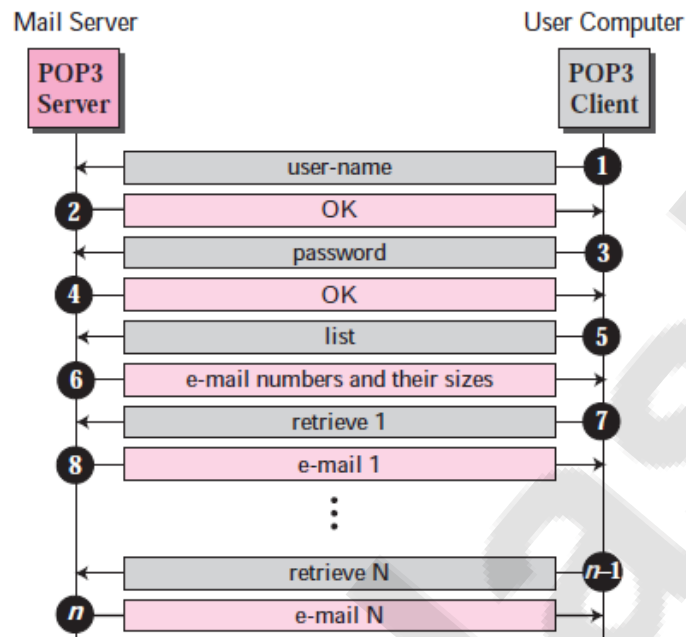 Mail Server
User Computer
POP3
Server
POP3
Client
user-name
1
2
OK
password
3
4
OK
list
5
6
e-mail numbers and their sizes
retrieve 1
7
8
e-mail 1
retrieve N
n–1
n
e-mail N